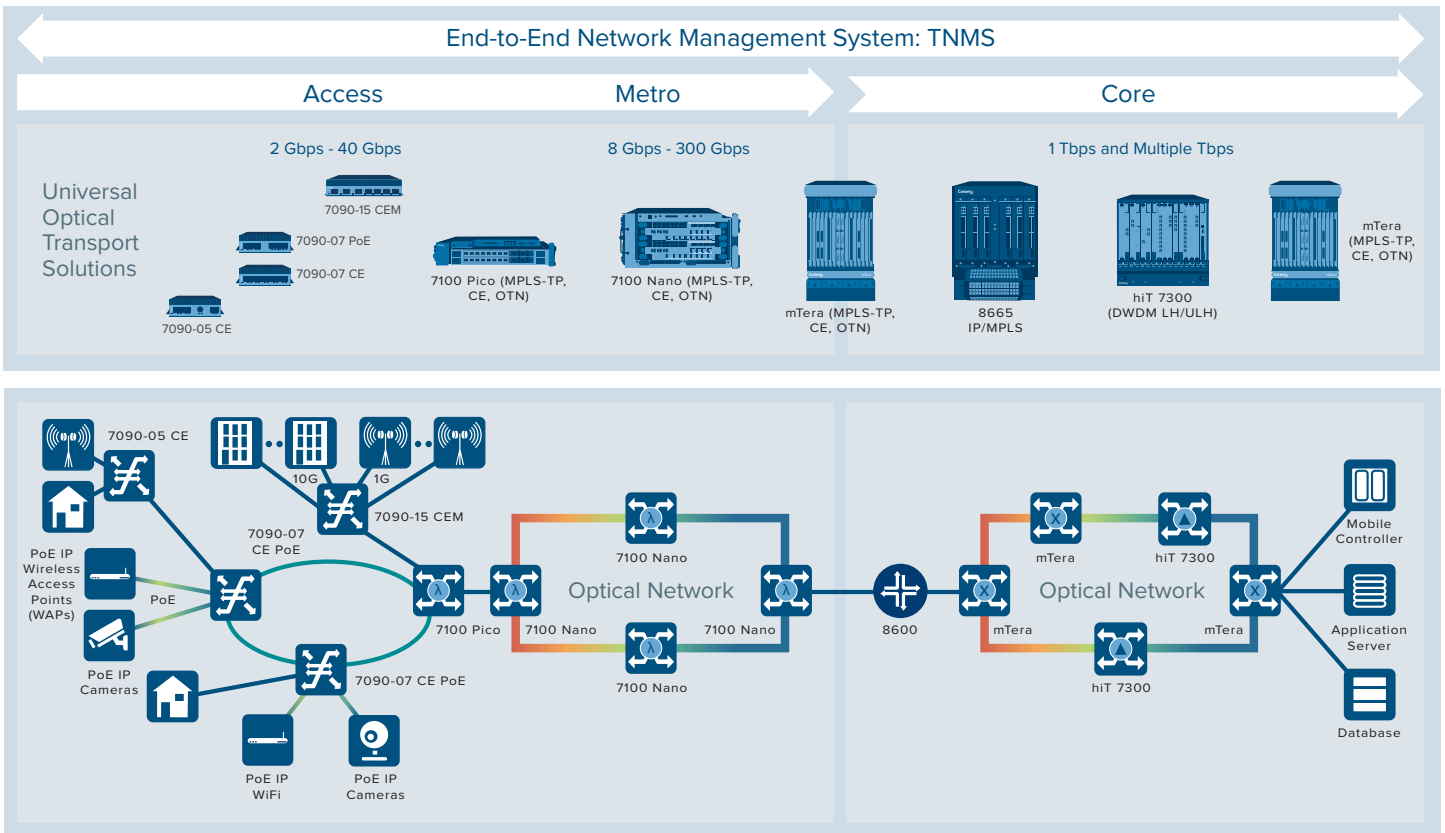 End-to-End Network Management System: TNMS
Access
Metro
Core
2 Gbps - 40 Gbps
8 Gbps - 300 Gbps
1 Tbps and Multiple Tbps
Universal
Optical
Transport
Solutions
7090-15 CEM
7090-07 PoE
7090-07 CE
7090-05 CE
7100 Pico (MPLS-TP,
CE, OTN)
7100 Nano (MPLS-TP,
CE, OTN)
mTera (MPLS-TP,
CE, OTN)
8665
IP/MPLS
hiT 7300
(DWDM LH/ULH)
mTera
(MPLS-TP,
CE, OTN)
7090-05 CE
10G
1G
7090-15 CEM
7090-07
CE PoE
PoE IP
Wireless
Access
Points
(WAPs)
PoE
PoE IP
Cameras
7090-07 CE PoE
PoE IP
WiFi
PoE IP
Cameras
λ
7100 Pico
λ
7100 Nano
λ
7100 Nano
Optical Network
λ
7100 Nano
λ
7100 Nano
8600
X
mTera
X
mTera
hiT 7300
Optical Network
hiT 7300
X
mTera
Mobile
Controller
Application
Server
Database